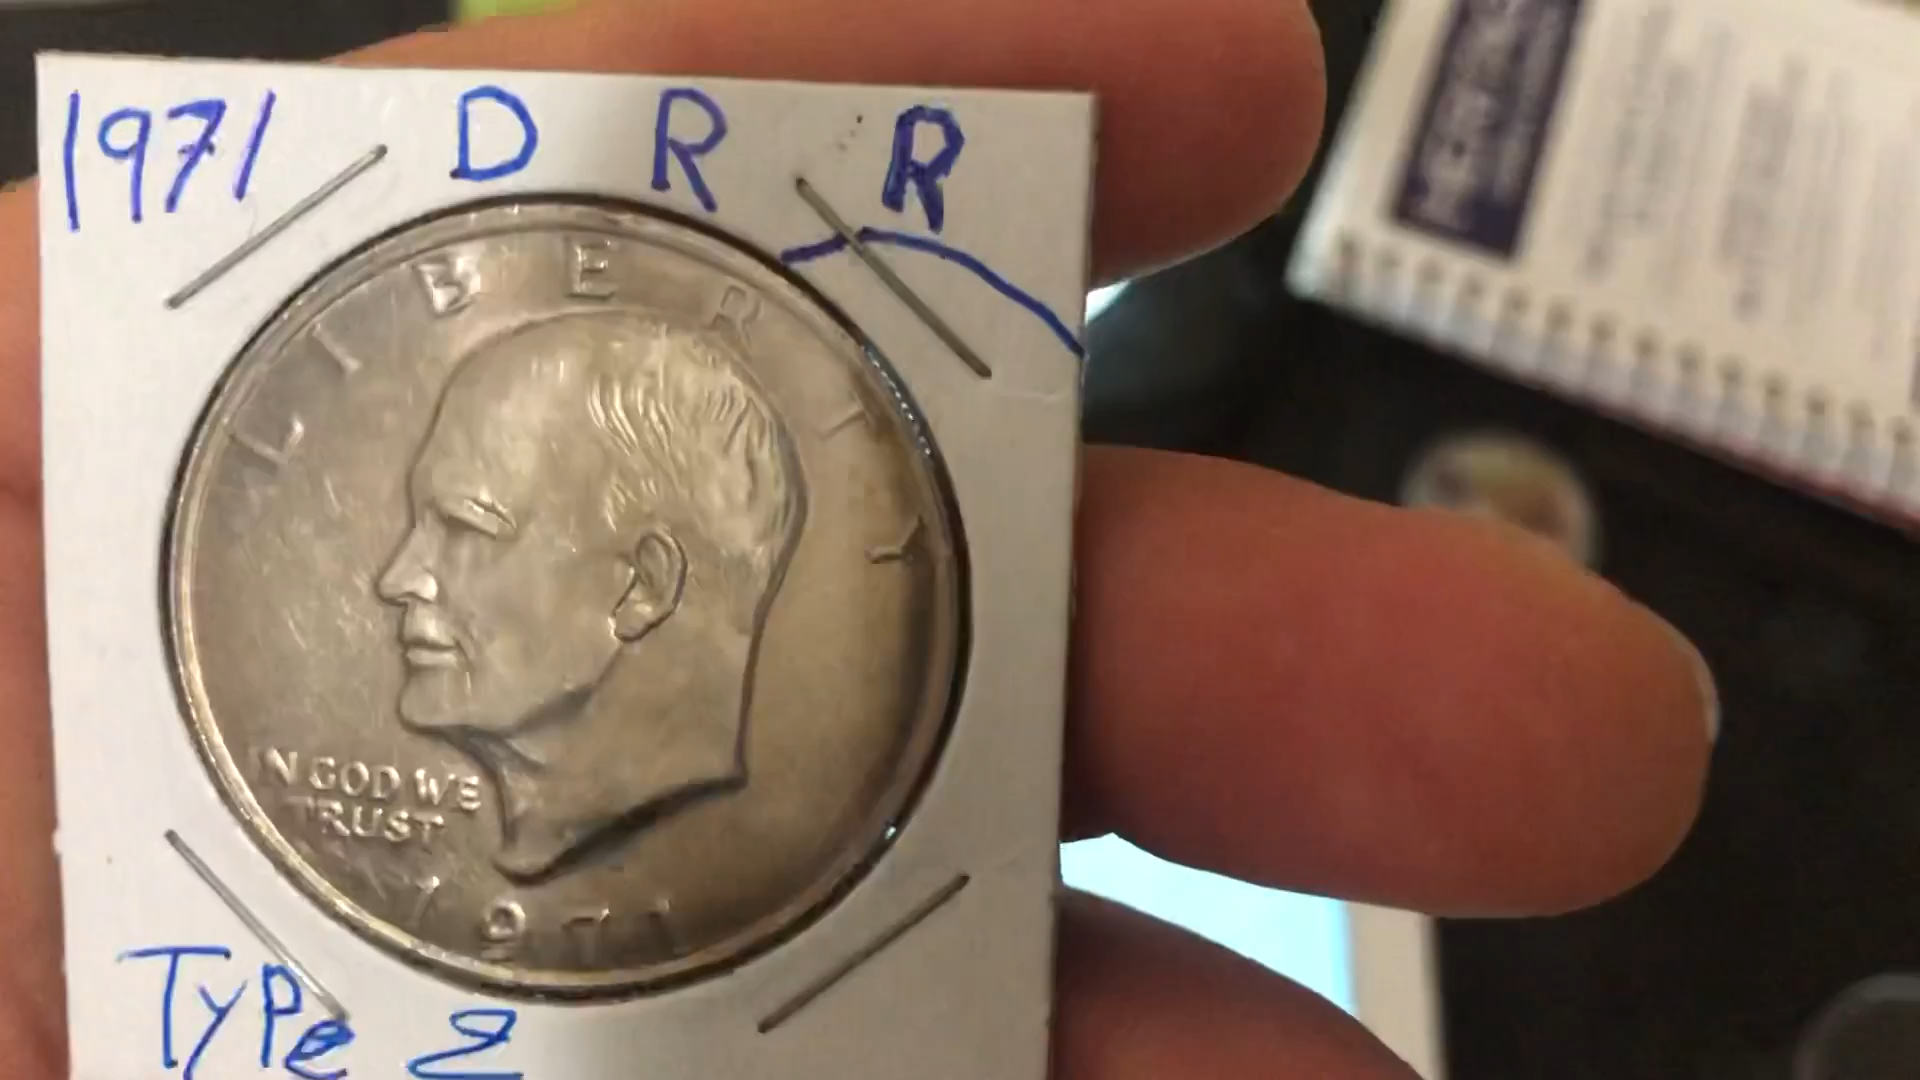 1971 D R R
LIBERTY
IN GOD WE
TRUST
1971
Type 2